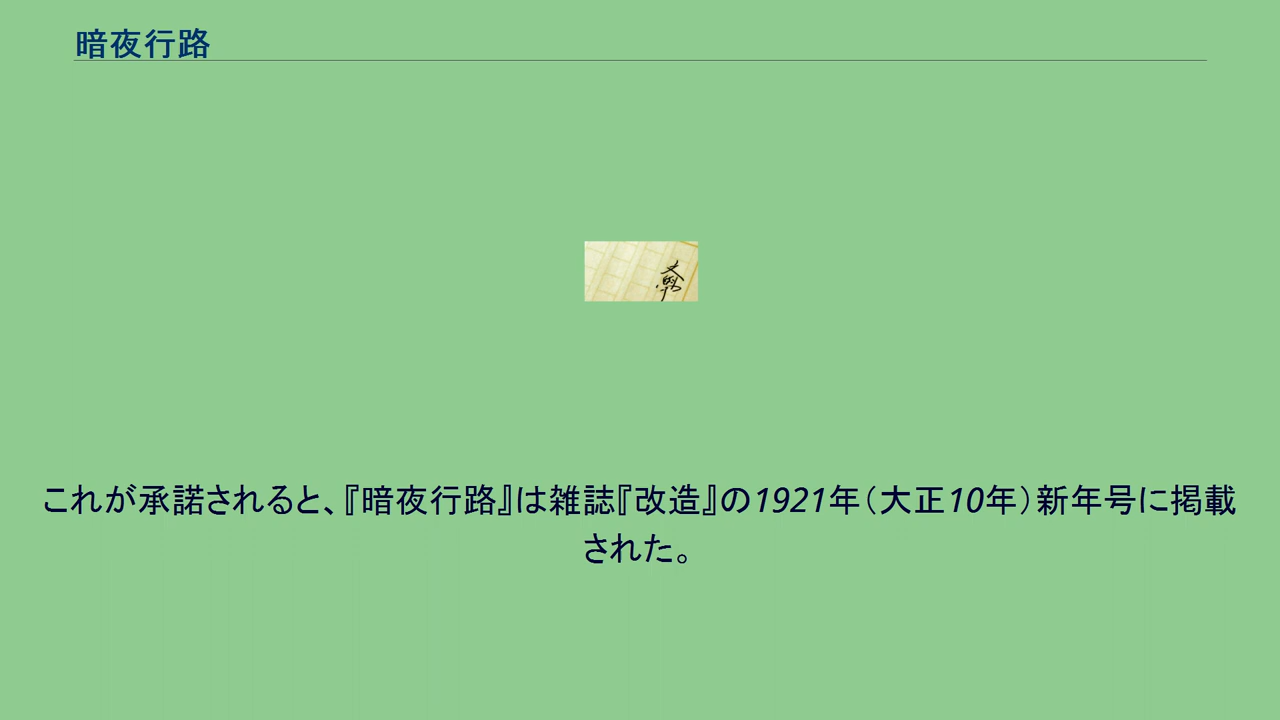 暗夜行路
これが承諾されると、『暗夜行路』は雑誌『改造』の1921年（大正10年）新年号に掲載
された。